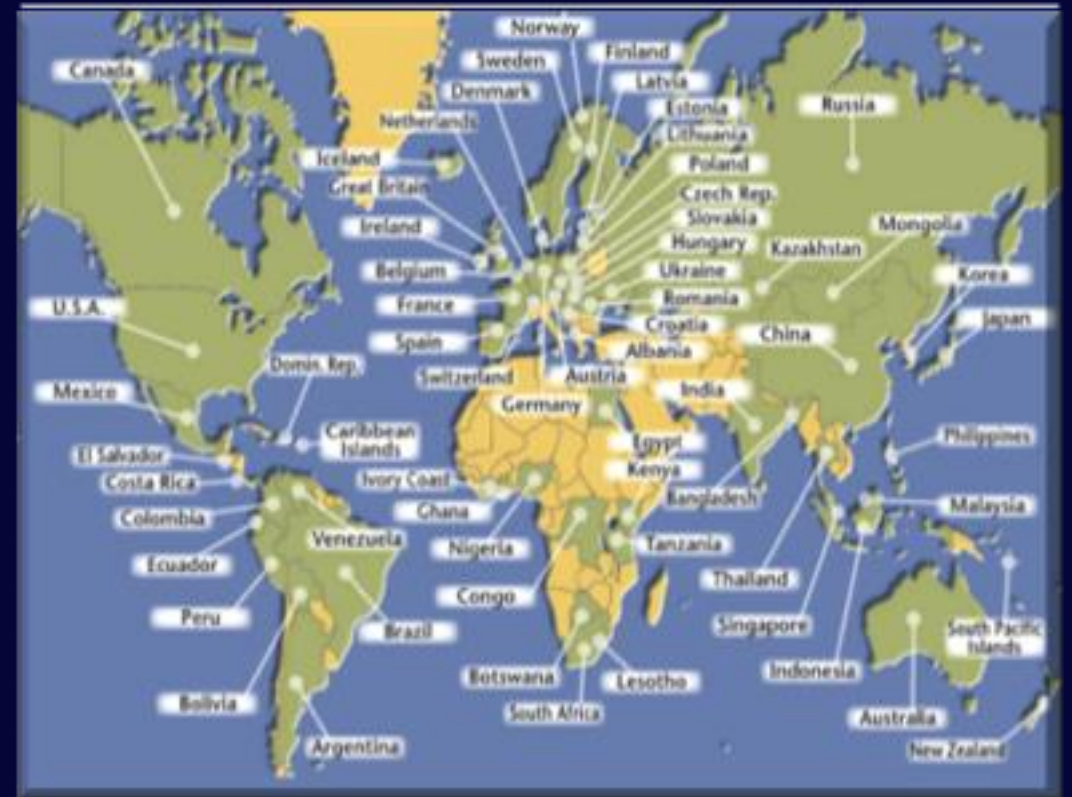 Norway
Finland
Sweden
Canada
Latvia
Denmark
Estonia
Russia
Netherlands
Lithuania
Iceland
Poland
Great Britain
Czech Rep.
Slovakia
Ireland
Mongolia
Hungary
Kazakhstan
Belgium
Ukraine
Korea
France
Romania
U.S.A.
Japan
Croatia
China
Spain
Albania
Domin. Rep.
Switzerland
Austria
Mexico
India
Germany
Caribbean
Islands
Egypt
Philippines
El Salvador
Kenya
Costa Rica
Ivory Coast
Bangladesh
Malaysia
Ghana
Colombia
Venezuela
Nigeria
Tanzania
Ecuador
Thailand
Congo
Peru
Singapore
Brazil
South Pacific
Islands
Indonesia
Botswana
Lesotho
Bolivia
South Africa
Australia
Argentina
New Zealand